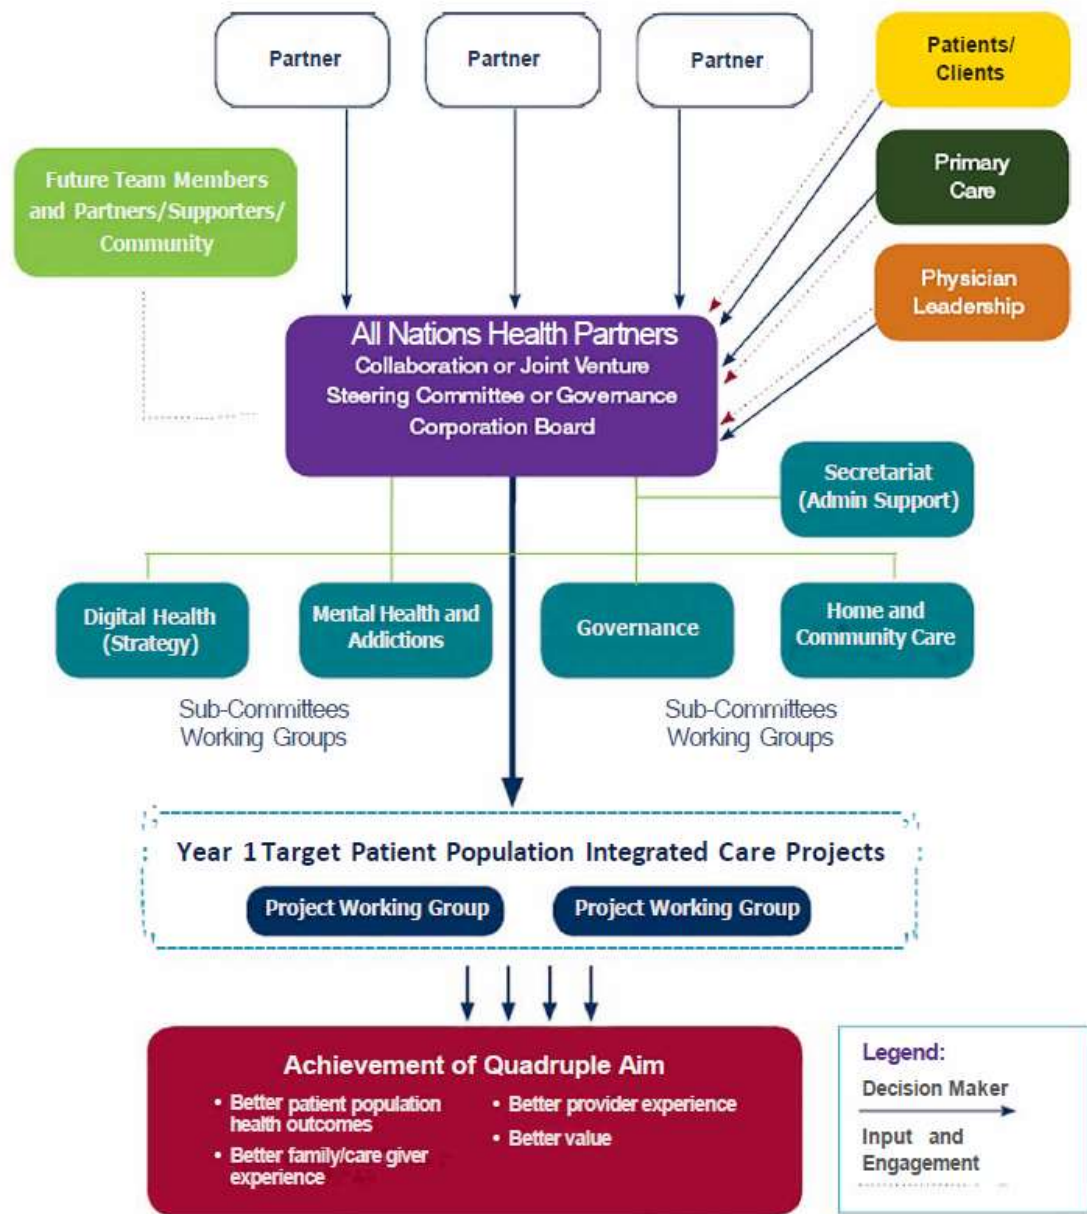 Partner
Partner
Partner
Patients/
Clients
Primary
Care
Physician
Leadership
Future Team Members
and Partners/Supporters/
Community
All Nations Health Partners
Collaboration or Joint Venture
Steering Committee or Governance
Corporation Board
Secretariat
(Admin Support)
Digital Health
(Strategy)
Mental Health and
Addictions
Governance
Home and
Community Care
Sub-Committees
Working Groups
Sub-Committees
Working Groups
Year 1 Target Patient Population Integrated Care Projects
Project Working Group
Project Working Group
Achievement of Quadruple Aim
• Better patient population
health outcomes
• Better family/care giver
experience
• Better provider experience
• Better value
Legend:
Decision Maker
Input and
Engagement